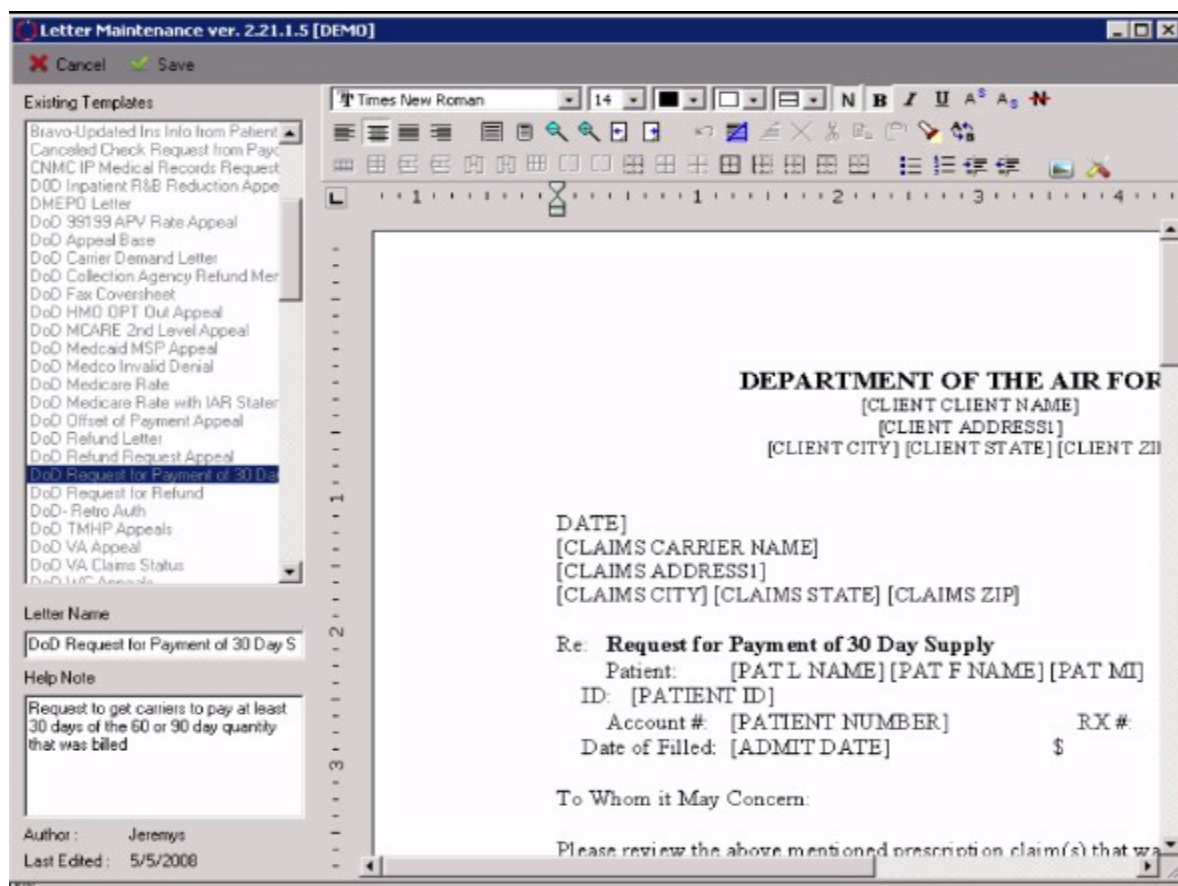 Letter Maintenance ver. 2.21.1.5 [DEMO]
Cancel Save
Existing Templates
Bravo-Updated Ins Info from Patient
Canceled Check Request from Payc
CNMC IP Medical Records Request
D0D Inpatient R&B Reduction Appe
DMEPO Letter
DoD 99199 APV Rate Appeal
DoD Appeal Base
DoD Carrier Demand Letter
DoD Collection Agency Refund Mer
DoD Fax Coversheet
DoD HMO OPT Out Appeal
DoD MCARE 2nd Level Appeal
DoD Medcaid MSP Appeal
DoD Medco Invalid Denial
DoD Medicare Rate
DoD Medicare Rate with IAR Stater
DoD Offset of Payment Appeal
DoD Refund Letter
DoD Refund Request Appeal
DoD Request for Payment of 30 Da
DoD Request for Refund
DoD- Retro Auth
DoD TMHP Appeals
DoD VA Appeal
DoD VA Claims Status
Letter Name
DoD Request for Payment of 30 Day S
Help Note
Request to get carriers to pay at least
30 days of the 60 or 90 day quantity
that was billed
Author : Jeremys
Last Edited : 5/5/2008
Times New Roman 14 N B I U A S A S N
1 1 2 3 4
1
2
3
DEPARTMENT OF THE AIR FOR
[CLIENT CLIENT NAME]
[CLIENT ADDRESS1]
[CLIENT CITY] [CLIENT STATE] [CLIENT ZI
DATE]
[CLAIMS CARRIER NAME]
[CLAIMS ADDRESS1]
[CLAIMS CITY] [CLAIMS STATE] [CLAIMS ZIP]
Re: Request for Payment of 30 Day Supply
Patient: [PAT L NAME] [PAT F NAME] [PAT MI]
ID: [PATIENT ID]
Account #: [PATIENT NUMBER] RX #:
Date of Filled: [ADMIT DATE] $
To Whom it May Concern:
Please review the above mentioned prescription claim(s) that wa